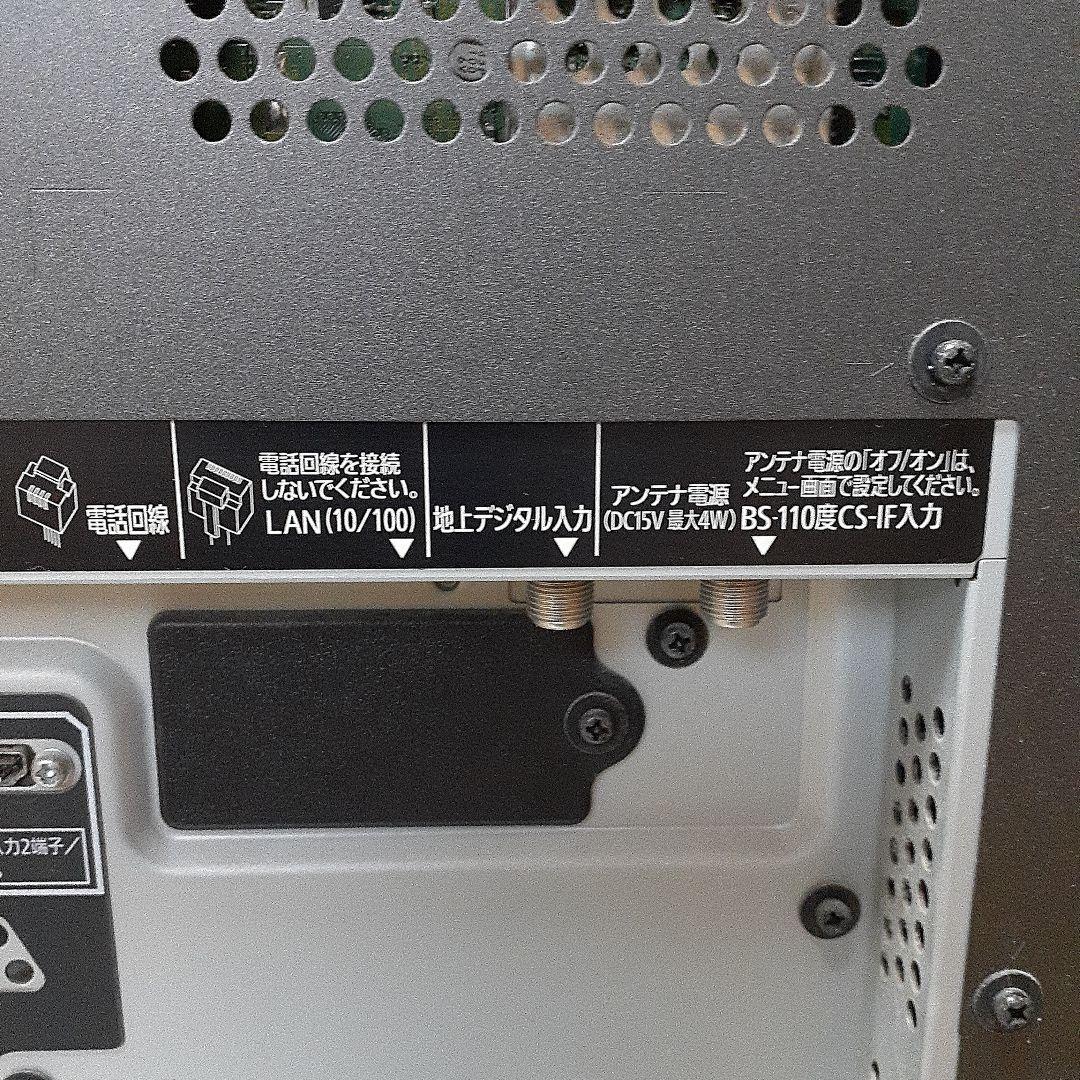 電話回線
電話回線を接続
しないでください。
LAN(10/100)
地上デジタル入力
アンテナ電源
(DC15V 最大4W)
アンテナ電源の「オフ/オン」は、
メニュー画面で設定してください。
BS-110度CS-IF入力
力2端子/